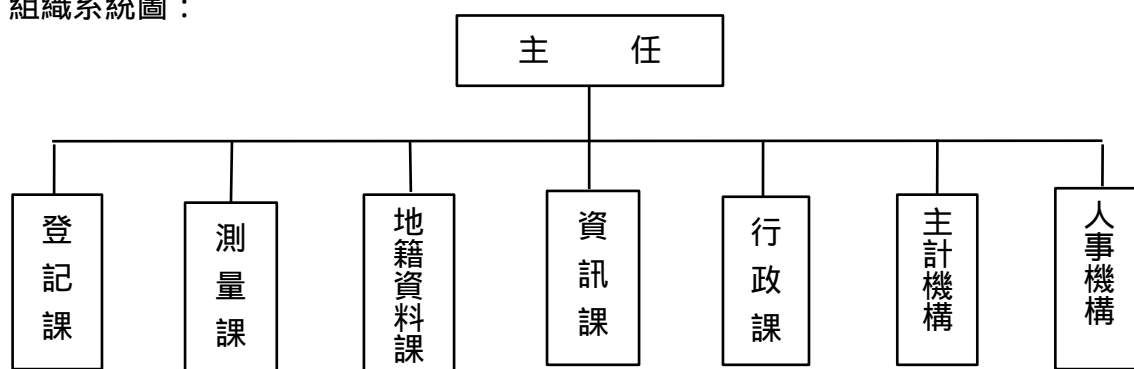 組織系統圖：
主 任
登記課
測量課
地籍資料課
資訊課
行政課
主計機構
人事機構